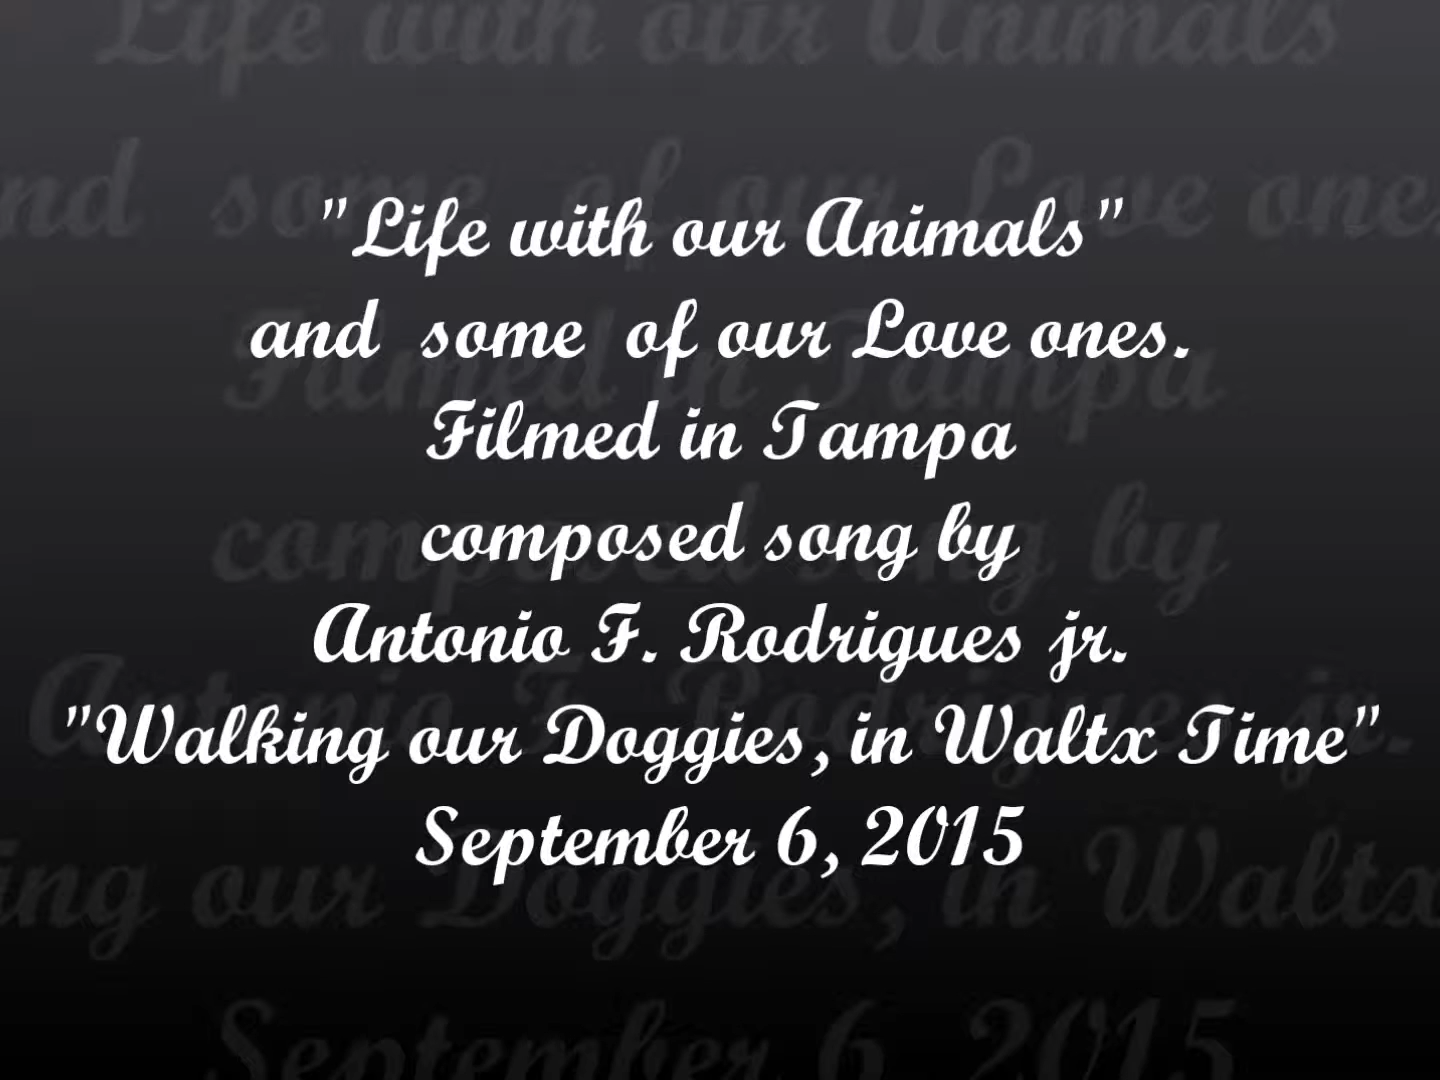 "Life with our Animals"
and some of our Love ones.
Filmed in Tampa
composed song by
Antonio F. Rodrigues jr.
"Walking our Doggies, in Waltx Time"
September 6, 2015